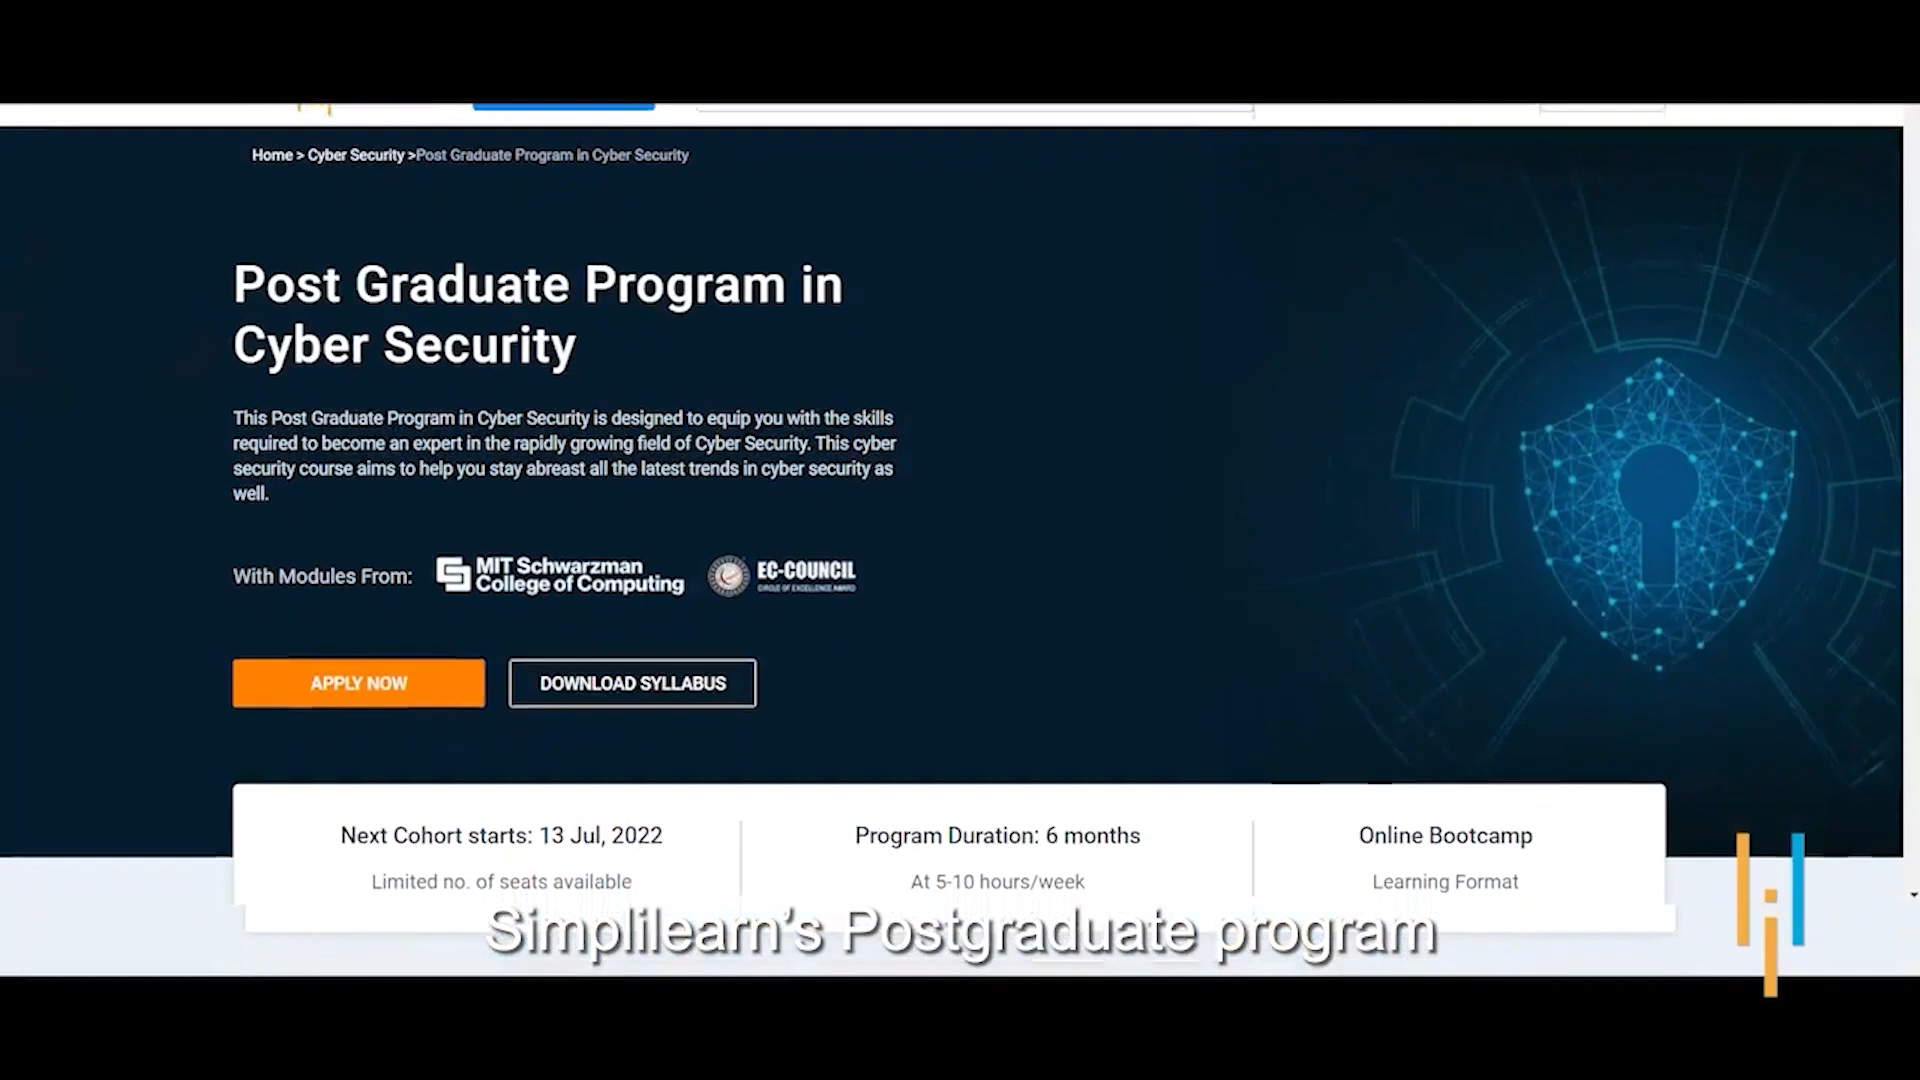 Home > Cyber Security >Post Graduate Program in Cyber Security
Post Graduate Program in
Cyber Security
This Post Graduate Program in Cyber Security is designed to equip you with the skills
required to become an expert in the rapidly growing field of Cyber Security. This cyber
security course aims to help you stay abreast all the latest trends in cyber security as
well.
With Modules From:
MIT Schwarzman
College of Computing
EC-COUNCIL
CIRCLE OF EXCELLENCE AWARD
APPLY NOW
DOWNLOAD SYLLABUS
Next Cohort starts: 13 Jul, 2022
Limited no. of seats available
Program Duration: 6 months
At 5-10 hours/week
Online Bootcamp
Learning Format
Simplilearn's Postgraduate program